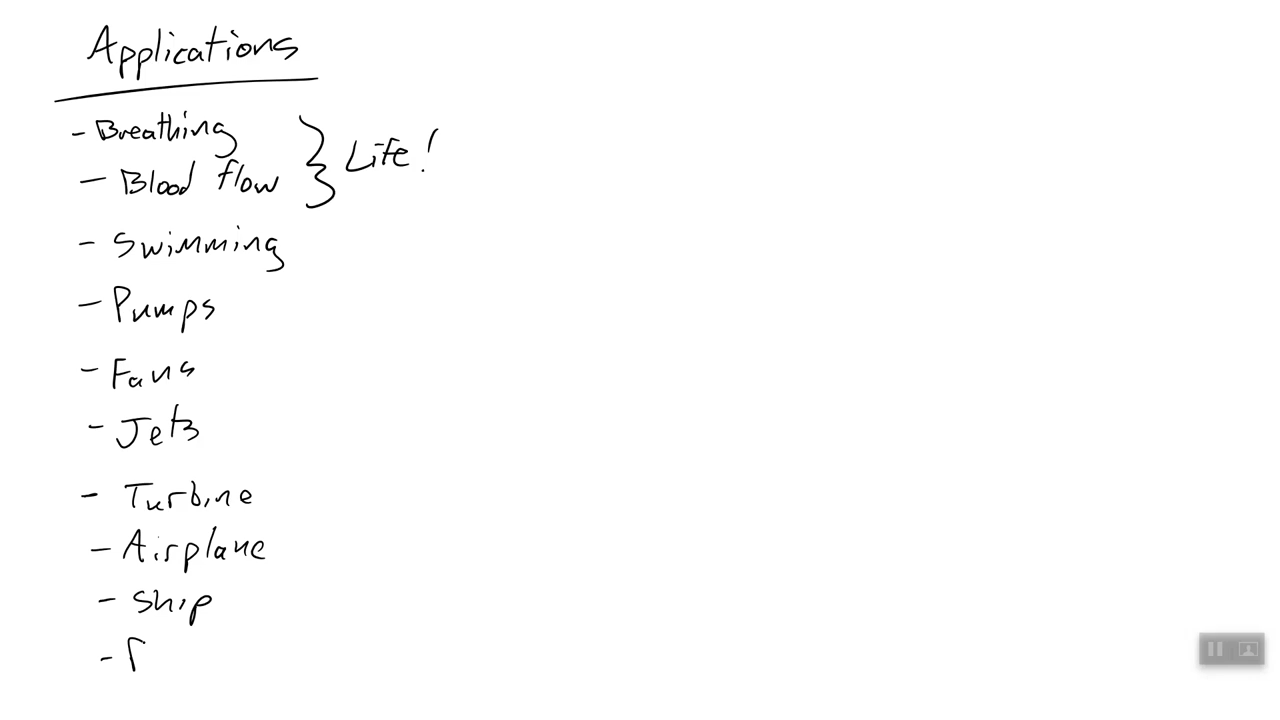 Applications
- Breathing
- Blood flow
Life!
- Swimming
- Pumps
- Fans
- Jets
- Turbine
- Airplane
- Ship
-